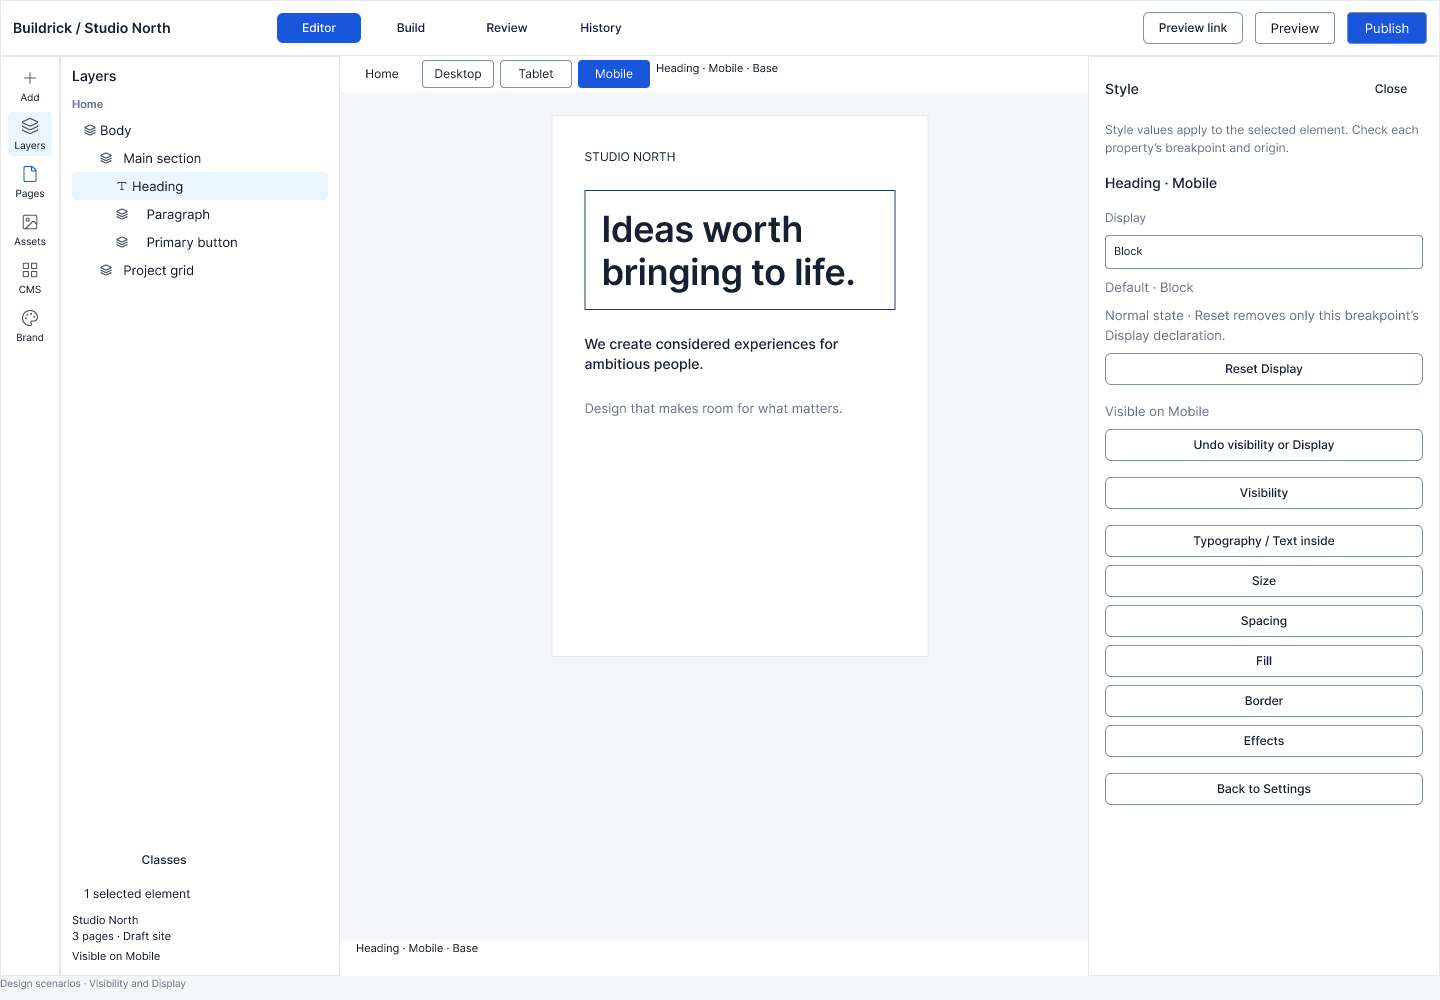 Buildrick / Studio North
Editor
Build
Review
History
Preview link
Preview
Publish
Add
Layers
Pages
Assets
CMS
Brand
Layers
Home
Body
Main section
Heading
Paragraph
Primary button
Project grid
Classes
1 selected element
Studio North
3 pages · Draft site
Visible on Mobile
Home
Desktop
Tablet
Mobile
Heading · Mobile · Base
STUDIO NORTH
Ideas worth
bringing to life.
We create considered experiences for
ambitious people.
Design that makes room for what matters.
Heading · Mobile · Base
Style
Close
Style values apply to the selected element. Check each
property’s breakpoint and origin.
Heading · Mobile
Display
Block
Default · Block
Normal state · Reset removes only this breakpoint’s
Display declaration.
Reset Display
Visible on Mobile
Undo visibility or Display
Visibility
Typography / Text inside
Size
Spacing
Fill
Border
Effects
Back to Settings
Design scenarios · Visibility and Display